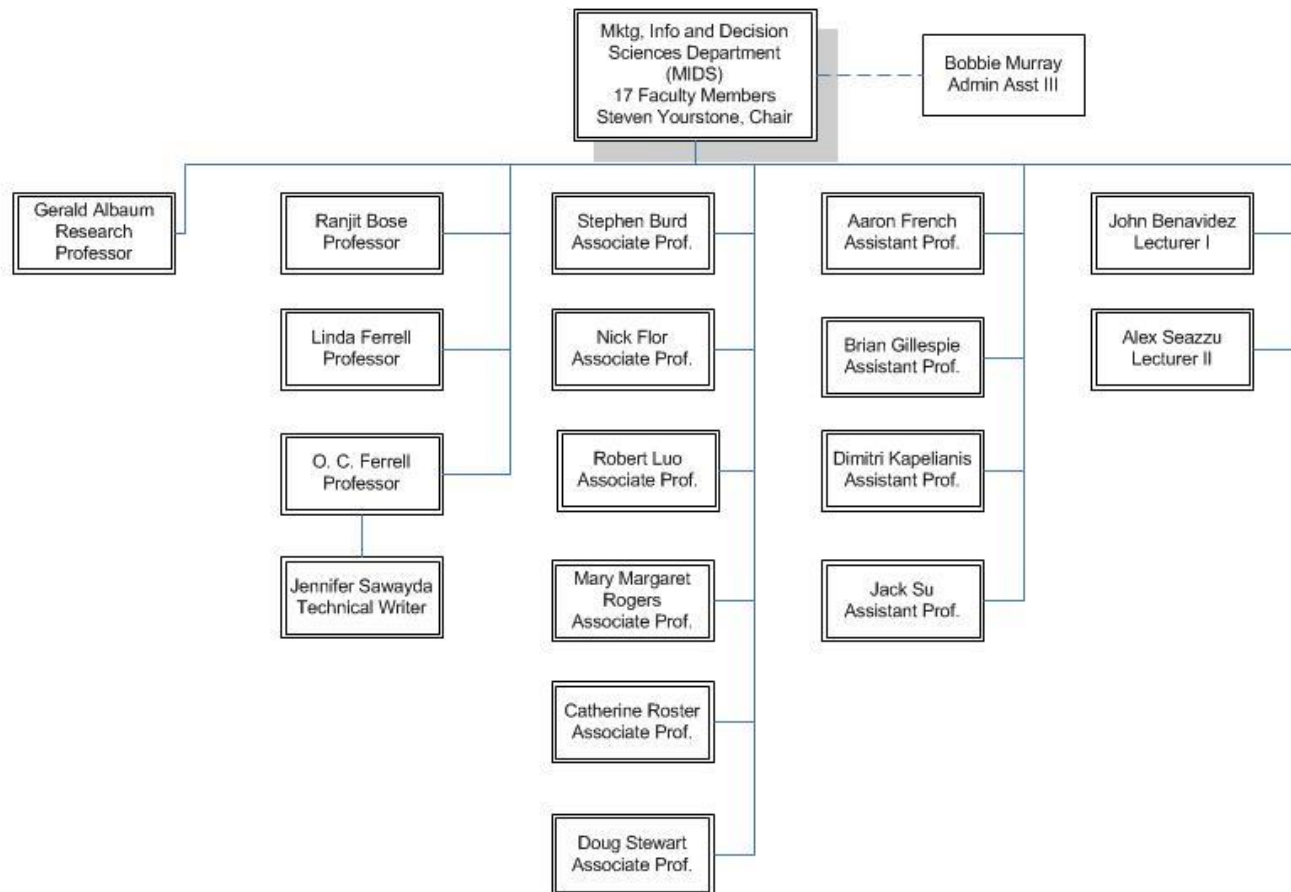 Mktg, Info and Decision
Sciences Department
(MIDS)
17 Faculty Members
Steven Yourstone, Chair
Bobbie Murray
Admin Asst III
Gerald Albaum
Research
Professor
Ranjit Bose
Professor
Linda Ferrell
Professor
O. C. Ferrell
Professor
Jennifer Sawayda
Technical Writer
Stephen Burd
Associate Prof.
Nick Flor
Associate Prof.
Robert Luo
Associate Prof.
Mary Margaret
Rogers
Associate Prof.
Catherine Roster
Associate Prof.
Doug Stewart
Associate Prof.
Aaron French
Assistant Prof.
Brian Gillespie
Assistant Prof.
Dimitri Kapelianis
Assistant Prof.
Jack Su
Assistant Prof.
John Benavidez
Lecturer I
Alex Seazzu
Lecturer II